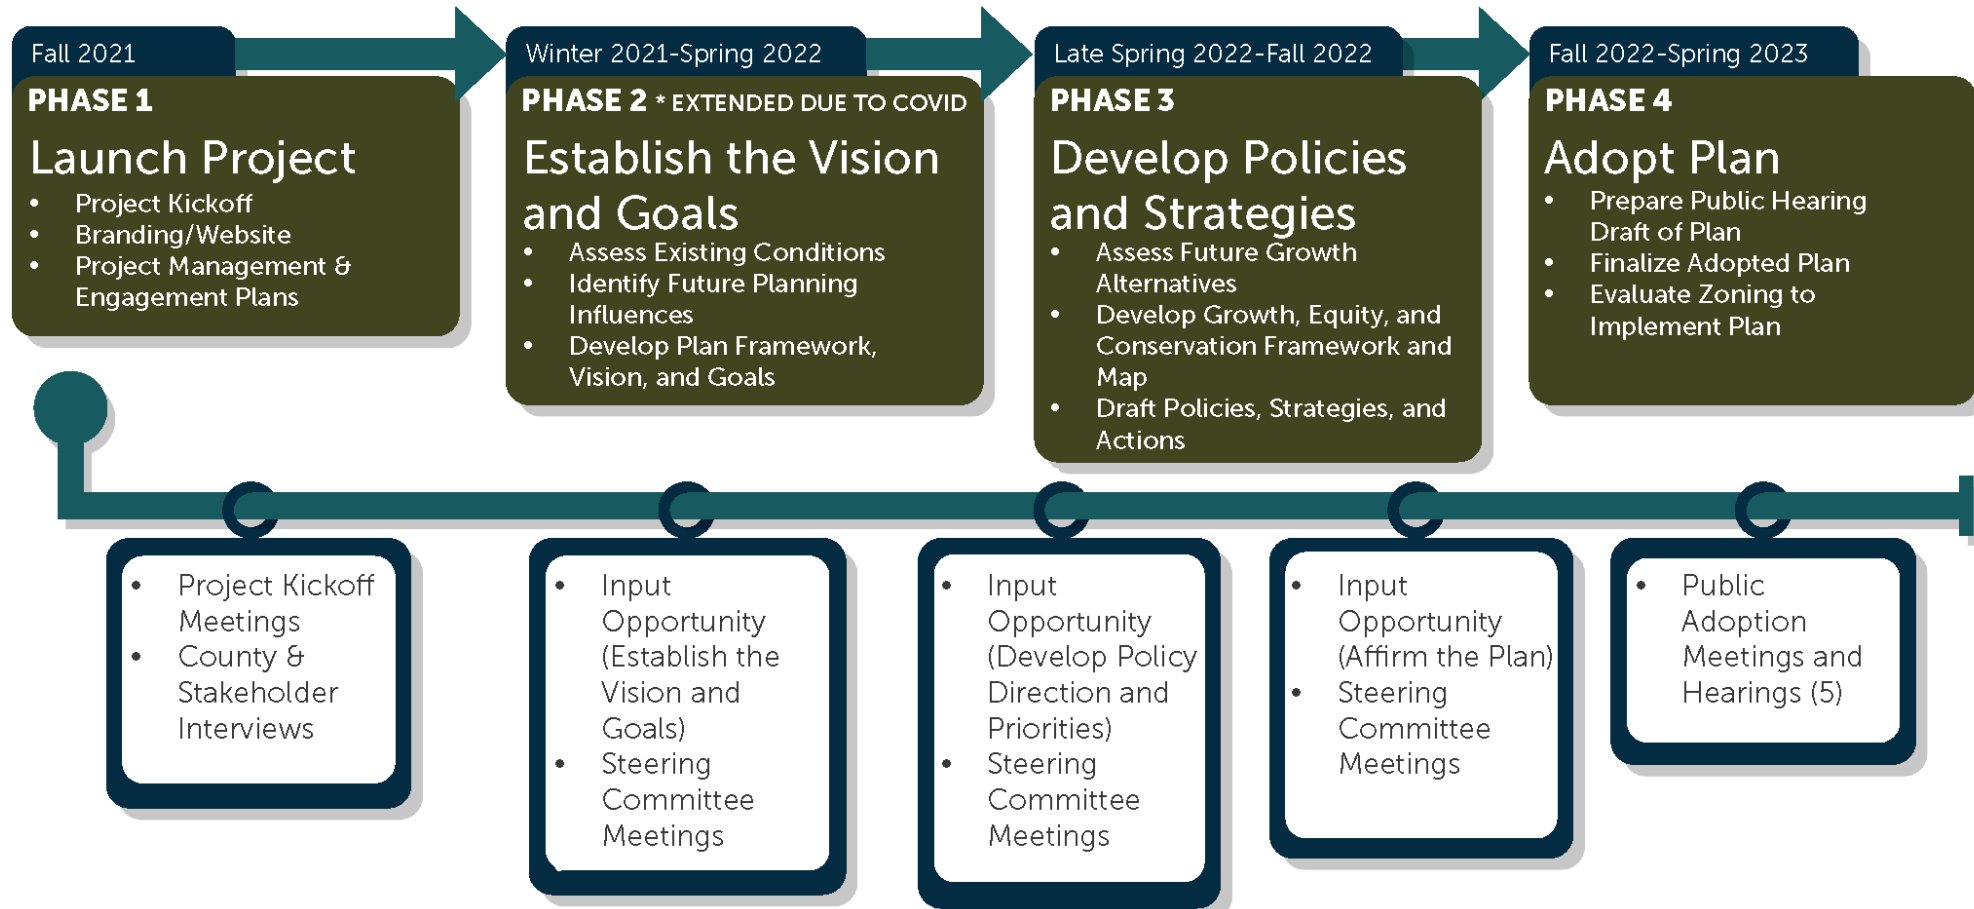 Fall 2021
PHASE 1
Launch Project
• Project Kickoff
• Branding/Website
• Project Management &
Engagement Plans
Winter 2021-Spring 2022
PHASE 2 * EXTENDED DUE TO COVID
Establish the Vision
and Goals
• Assess Existing Conditions
• Identify Future Planning
Influences
• Develop Plan Framework,
Vision, and Goals
Late Spring 2022-Fall 2022
PHASE 3
Develop Policies
and Strategies
• Assess Future Growth
Alternatives
• Develop Growth, Equity, and
Conservation Framework and
Map
• Draft Policies, Strategies, and
Actions
Fall 2022-Spring 2023
PHASE 4
Adopt Plan
• Prepare Public Hearing
Draft of Plan
• Finalize Adopted Plan
• Evaluate Zoning to
Implement Plan
• Project Kickoff
Meetings
• County &
Stakeholder
Interviews
• Input
Opportunity
(Establish the
Vision and
Goals)
• Steering
Committee
Meetings
• Input
Opportunity
(Develop Policy
Direction and
Priorities)
• Steering
Committee
Meetings
• Input
Opportunity
(Affirm the Plan)
• Steering
Committee
Meetings
• Public
Adoption
Meetings and
Hearings (5)